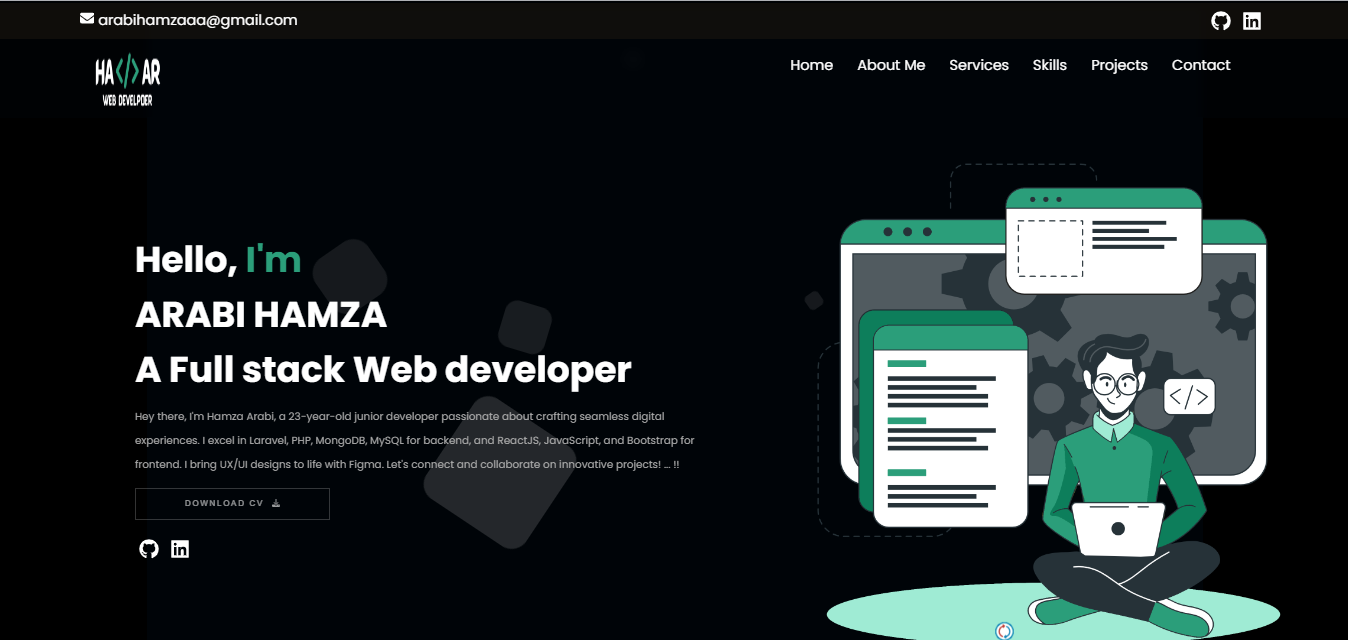 arabihamzaaa@gmail.com
HA</>AR
WEB DEVELPOER
Home About Me Services Skills Projects Contact
Hello, I'm
ARABI HAMZA
A Full stack Web developer
Hey there, I'm Hamza Arabi, a 23-year-old junior developer passionate about crafting seamless digital
experiences. I excel in Laravel, PHP, MongoDB, MySQL for backend, and ReactJS, JavaScript, and Bootstrap for
frontend. I bring UX/UI designs to life with Figma. Let's connect and collaborate on innovative projects! ... !!
DOWNLOAD CV
</>